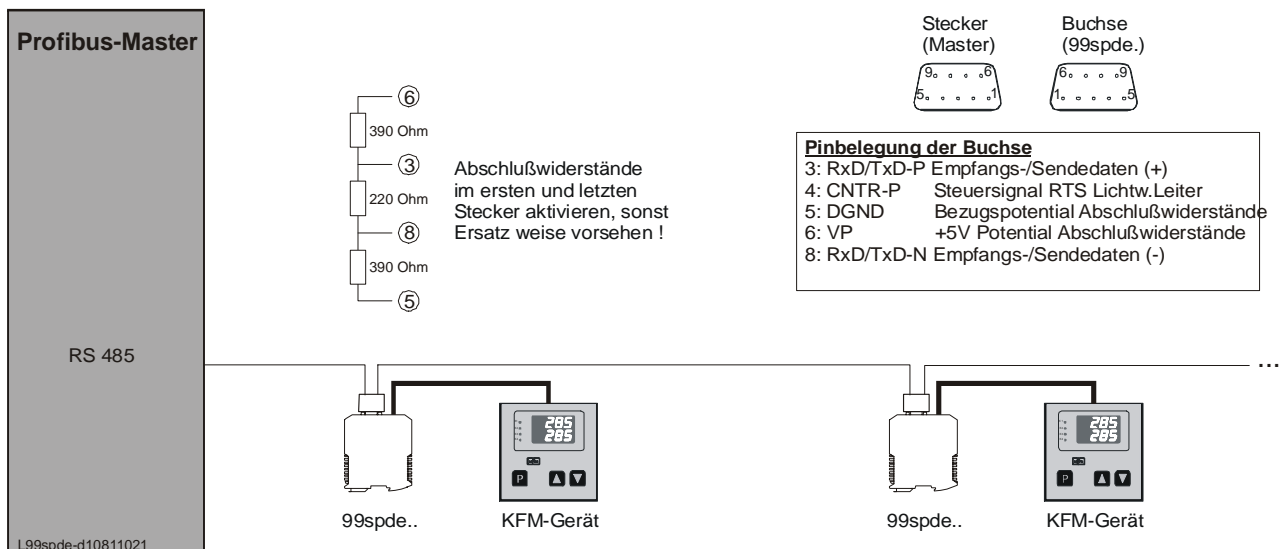 Profibus-Master
RS 485
L99spde-d10811021
6
390 Ohm
3
220 Ohm
8
390 Ohm
5
Abschlußwiderstände
im ersten und letzten
Stecker aktivieren, sonst
Ersatz weise vorsehen !
Stecker
(Master)
9 6
5 1
Buchse
(99spde.)
6 9
1 5
Pinbelegung der Buchse
3: RxD/TxD-P Empfangs-/Sendedaten (+)
4: CNTR-P Steuersignal RTS Lichtw.Leiter
5: DGND Bezugspotential Abschlußwiderstände
6: VP +5V Potential Abschlußwiderstände
8: RxD/TxD-N Empfangs-/Sendedaten (-)
...
285
285
P
99spde..
KFM-Gerät
285
285
P
99spde..
KFM-Gerät